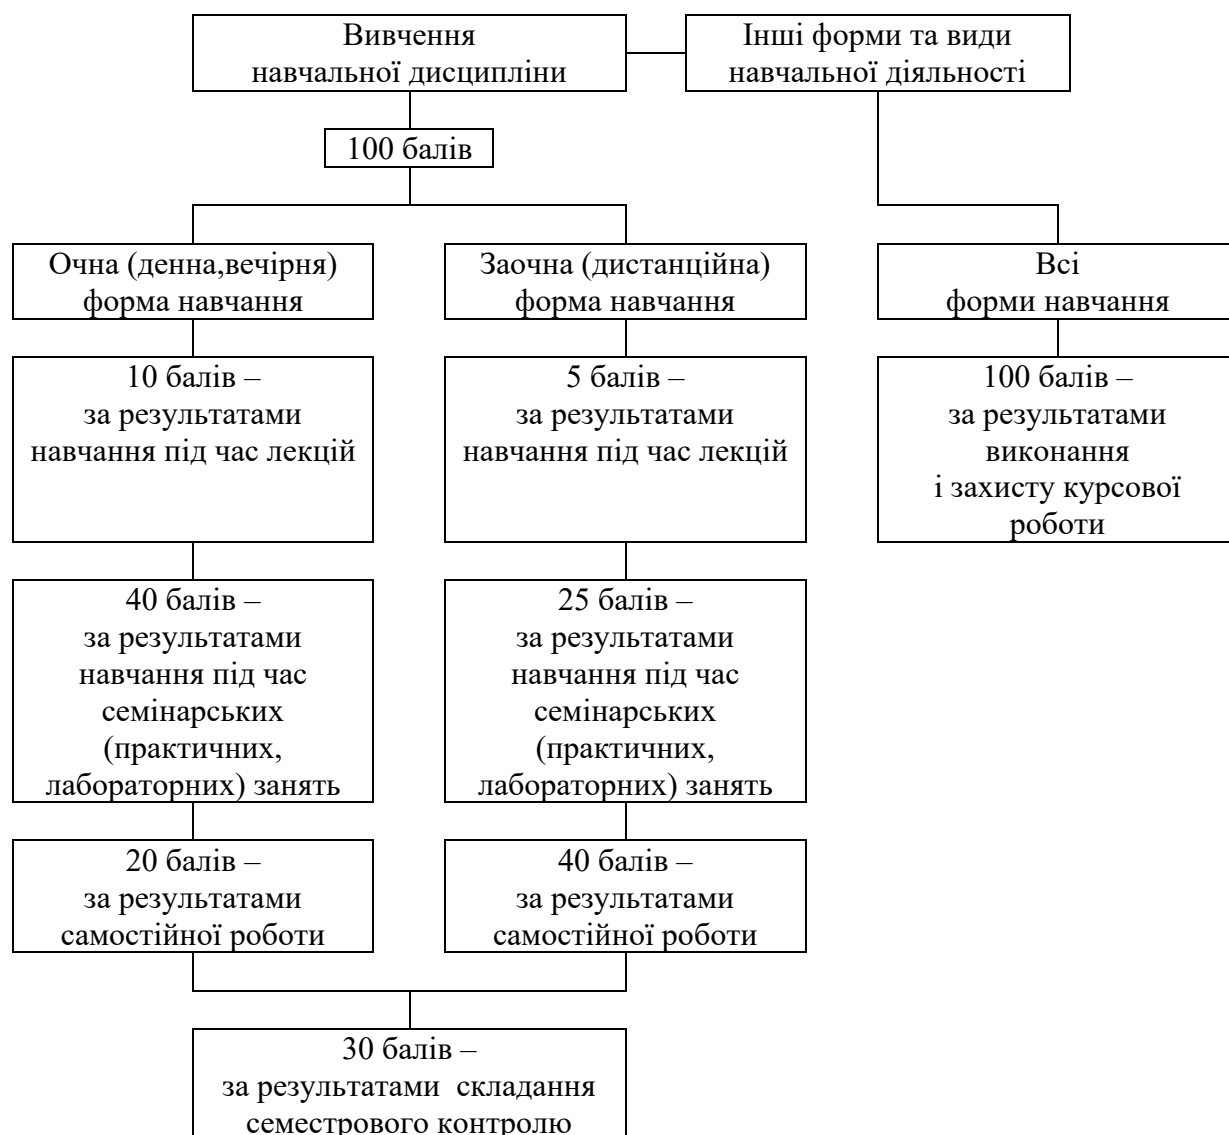 Вивчення
навчальної дисципліни
Інші форми та види
навчальної діяльності
100 балів
Очна (денна,вечірня)
форма навчання
Заочна (дистанційна)
форма навчання
Всі
форми навчання
10 балів –
за результатами
навчання під час лекцій
5 балів –
за результатами
навчання під час лекцій
100 балів –
за результатами
виконання
і захисту курсової
роботи
40 балів –
за результатами
навчання під час
семінарських
(практичних,
лабораторних) занять
25 балів –
за результатами
навчання під час
семінарських
(практичних,
лабораторних) занять
20 балів –
за результатами
самостійної роботи
40 балів –
за результатами
самостійної роботи
30 балів –
за результатами складання
семестрового контролю